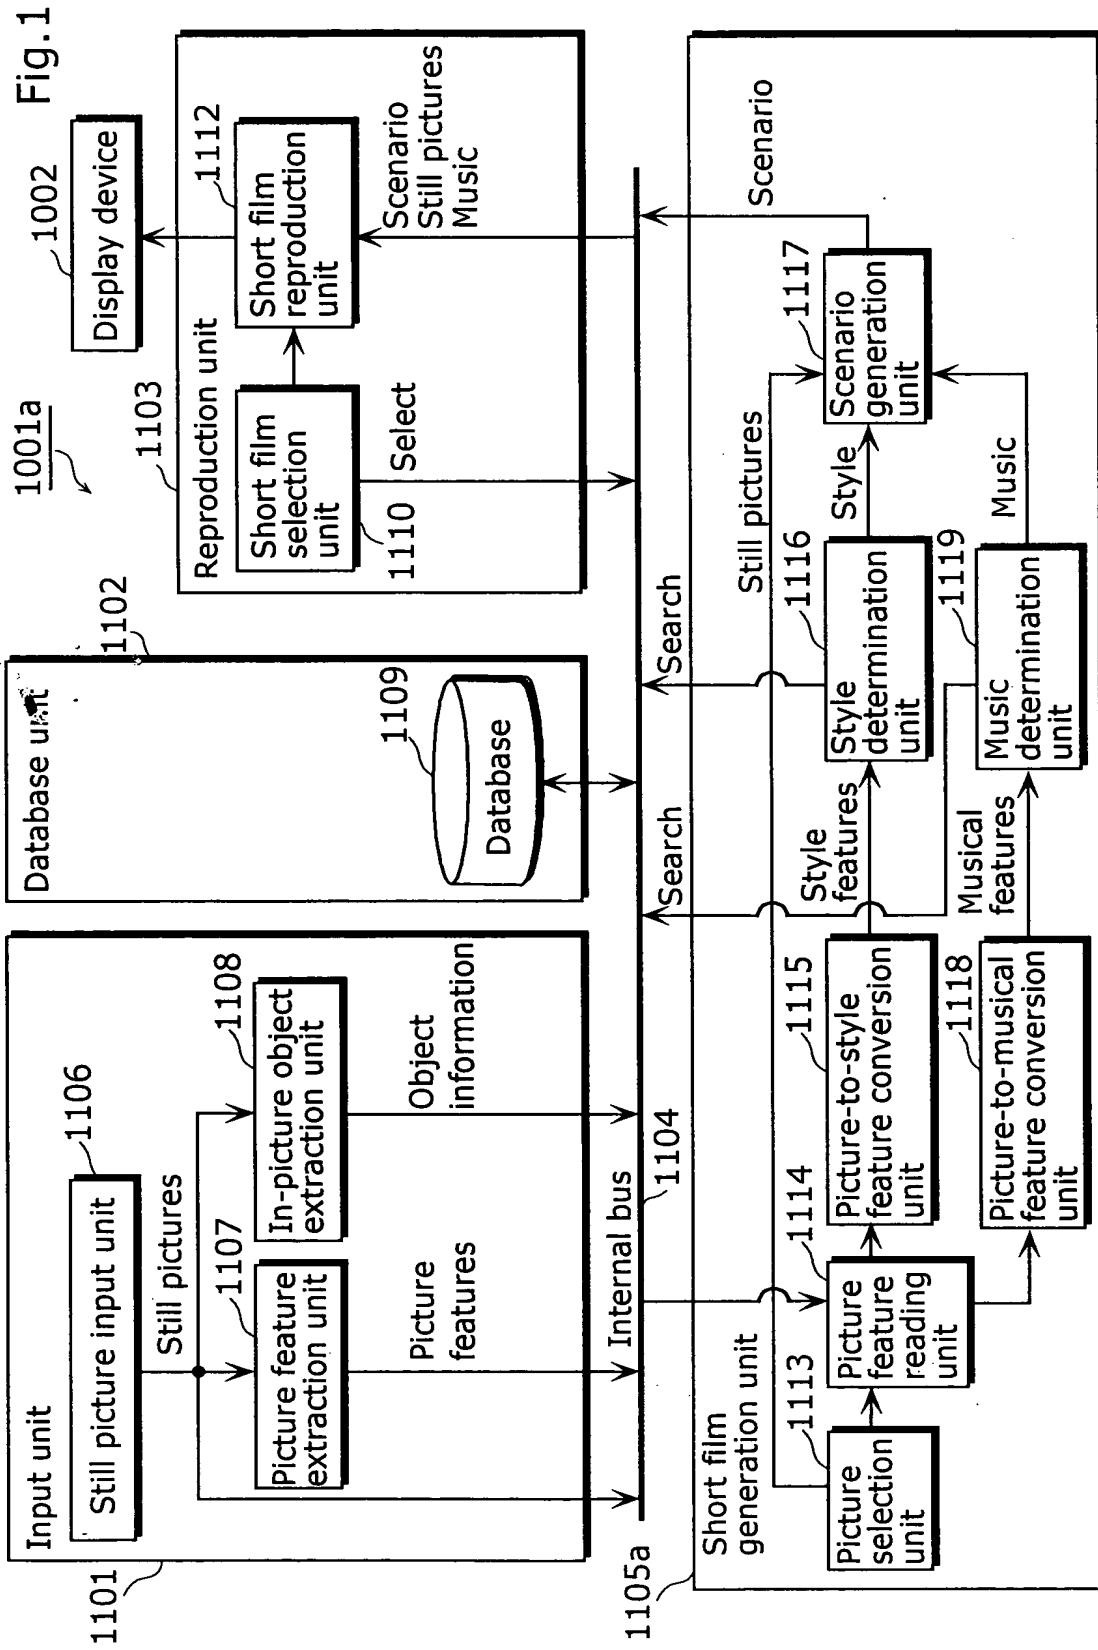 Fig.1
1001a
1002
Display device
1101
Input unit
1106
Still picture input unit
Still pictures
1107
Picture feature
extraction unit
1108
In-picture object
extraction unit
Picture
features
Object
information
1102
Database unit
1109
Database
1103
Reproduction unit
Short film
selection
unit
1110
1112
Short film
reproduction
unit
Select
Scenario
Still pictures
Music
Internal bus
1104
Search
Search
Scenario
1105a
Short film
generation unit
Still pictures
1113
Picture
selection
unit
1114
Picture
feature
reading
unit
1115
Picture-to-style
feature conversion
unit
Style
features
1116
Style
determination
unit
Style
1117
Scenario
generation
unit
1118
Picture-to-musical
feature conversion
unit
Musical
features
1119
Music
determination
unit
Music